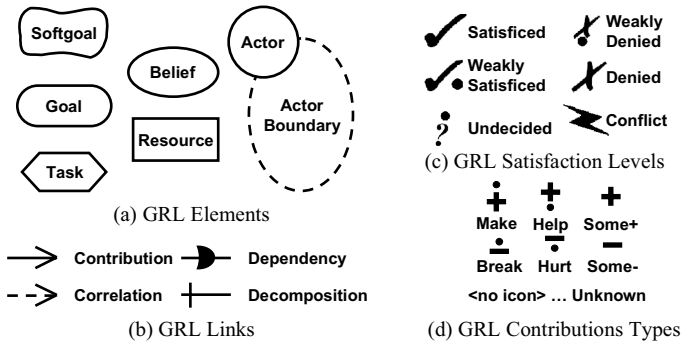 Softgoal
Goal
Task
Belief
Resource
Actor
Actor
Boundary
(a) GRL Elements
Contribution
Dependency
Correlation
Decomposition
(b) GRL Links
Satisficed
Weakly
Denied
Weakly
Satisficed
Denied
Undecided
Conflict
(c) GRL Satisfaction Levels
Make Help Some+
Break Hurt Some-
<no icon> ... Unknown
(d) GRL Contributions Types